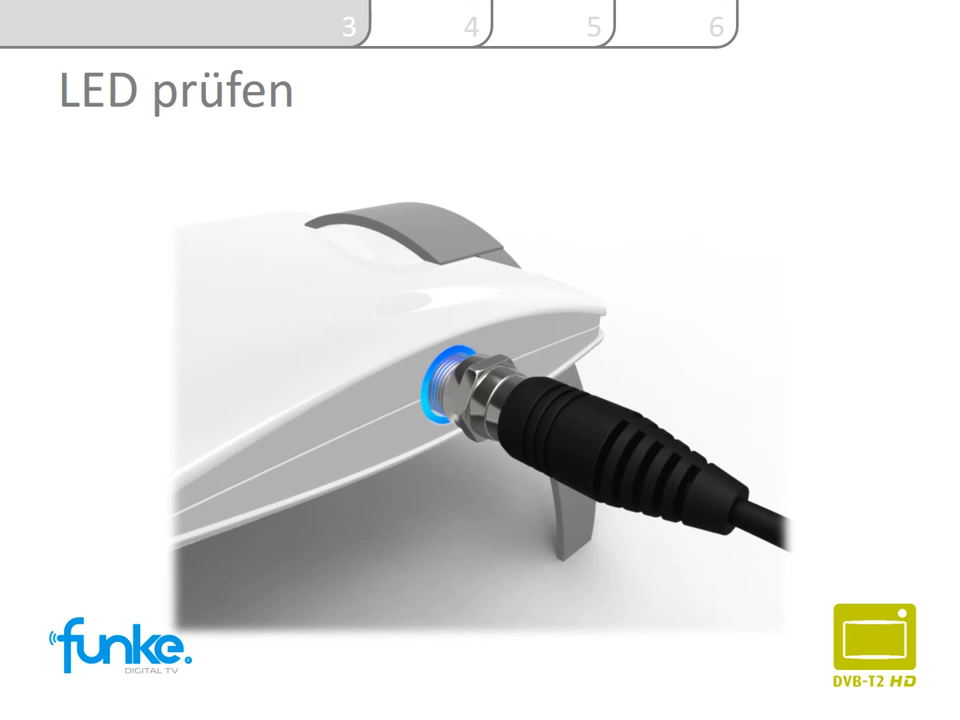 3
4
5
6
LED prüfen
funke.
DIGITAL TV
DVB-T2 HD